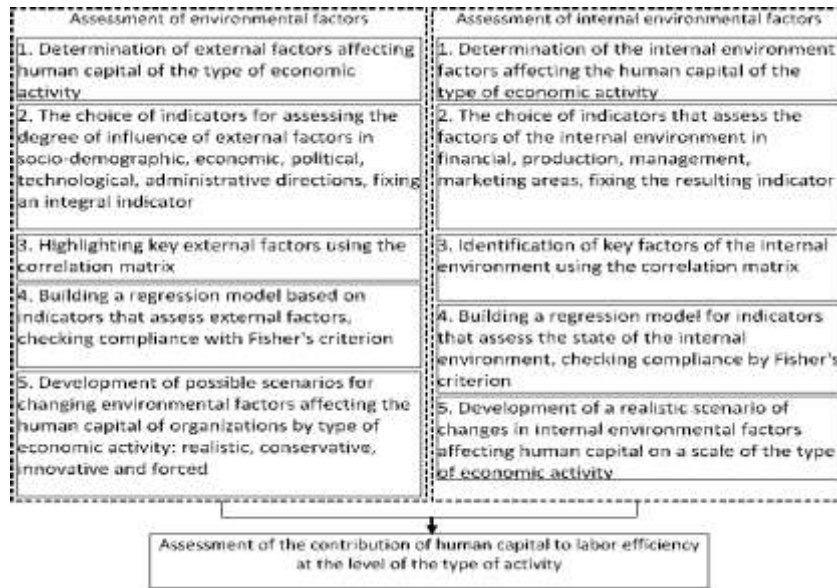 Assessment of environmental factors
1. Determination of external factors affecting
human capital of the type of economic
activity
2. The choice of indicators for assessing the
degree of influence of external factors in
socio-demographic, economic, political,
technological, administrative directions, fixing
an integral indicator
3. Highlighting key external factors using the
correlation matrix
4. Building a regression model based on
indicators that assess external factors,
checking compliance with Fisher's criterion
5. Development of possible scenarios for
changing environmental factors affecting the
human capital of organizations by type of
economic activity: realistic, conservative,
innovative and forced
Assessment of internal environmental factors
1. Determination of the internal environment
factors affecting the human capital of the
type of economic activity
2. The choice of indicators that assess the
factors of the internal environment in
financial, production, management,
marketing areas, fixing the resulting indicator
3. Identification of key factors of the internal
environment using the correlation matrix
4. Building a regression model for indicators
that assess the state of the internal
environment, checking compliance by Fisher's
criterion
5. Development of a realistic scenario of
changes in internal environmental factors
affecting human capital on a scale of the type
of economic activity
Assessment of the contribution of human capital to labor efficiency
at the level of the type of activity